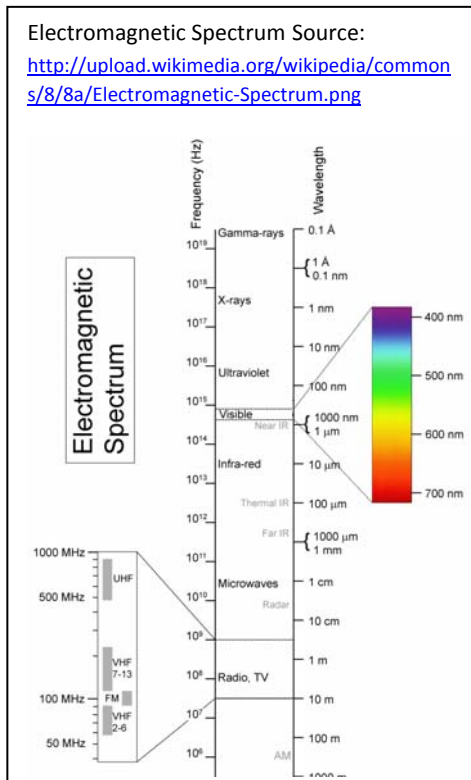 Electromagnetic Spectrum Source:
http://upload.wikimedia.org/wikipedia/common
s/8/8a/Electromagnetic-Spectrum.png
Electromagnetic
Spectrum
Frequency (Hz)
Wavelength
10¹⁹
10¹⁸
10¹⁷
10¹⁶
10¹⁵
10¹⁴
10¹³
10¹²
10¹¹
10¹⁰
10⁹
10⁸
10⁷
10⁶
Gamma-rays
X-rays
Ultraviolet
Visible
Near IR
Infra-red
Thermal IR
Far IR
Microwaves
Radar
Radio, TV
AM
0.1 Å
1 Å
0.1 nm
1 nm
10 nm
100 nm
1000 nm
1 µm
10 µm
100 µm
1000 µm
1 mm
1 cm
10 cm
1 m
10 m
100 m
1000 m
400 nm
500 nm
600 nm
700 nm
1000 MHz
500 MHz
100 MHz
50 MHz
UHF
VHF
7-13
FM
VHF
2-6